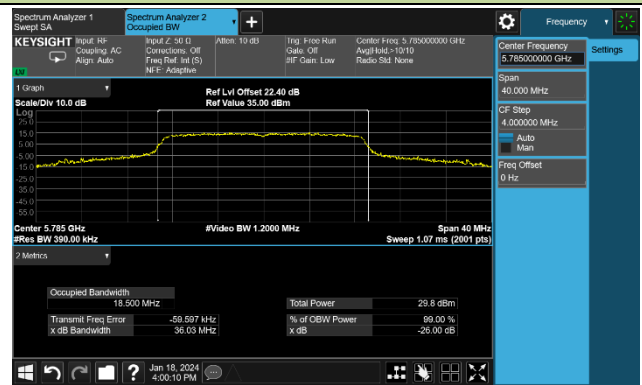 Spectrum Analyzer 1
Swept SA
Spectrum Analyzer 2
Occupied BW
+
Frequency
KEYSIGHT
Input: RF
Coupling: AC
Align: Auto
Input Z: 50 Ω
Corrections: Off
Freq Ref: Int (S)
NFE: Adaptive
Atten: 10 dB
Trig: Free Run
Gate: Off
#IF Gain: Low
Center Freq: 5.785000000 GHz
Avg|Hold:>10/10
Radio Std: None
Center Frequency
5.785000000 GHz
Settings
Span
40.000 MHz
CF Step
4.000000 MHz
Auto
Man
Freq Offset
0 Hz
1 Graph
Scale/Div 10.0 dB
Ref Lvl Offset 22.40 dB
Ref Value 35.00 dBm
Log
25.0
15.0
5.00
-5.00
-15.0
-25.0
-35.0
-45.0
-55.0
Center 5.785 GHz
#Video BW 1.2000 MHz
Span 40 MHz
#Res BW 390.00 kHz
Sweep 1.07 ms (2001 pts)
2 Metrics
Occupied Bandwidth
18.500 MHz
Total Power
29.8 dBm
Transmit Freq Error
-59.597 kHz
% of OBW Power
99.00 %
x dB Bandwidth
36.03 MHz
x dB
-26.00 dB
?
Jan 18, 2024
4:00:10 PM